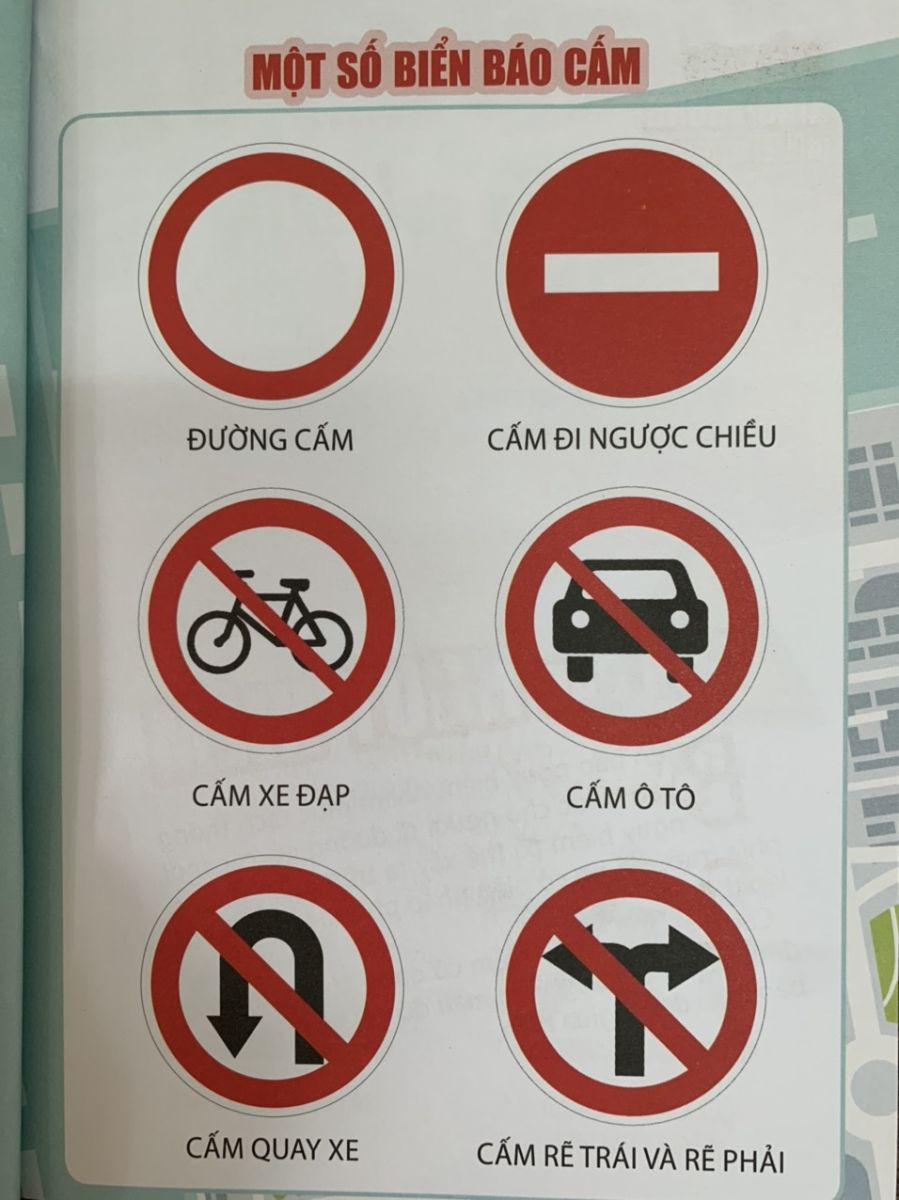 MỘT SỐ BIỂN BÁO CẤM
ĐƯỜNG CẤM
CẤM ĐI NGƯỢC CHIỀU
CẤM XE ĐẠP
CẤM Ô TÔ
CẤM QUAY XE
CẤM RẼ TRÁI VÀ RẼ PHẢI